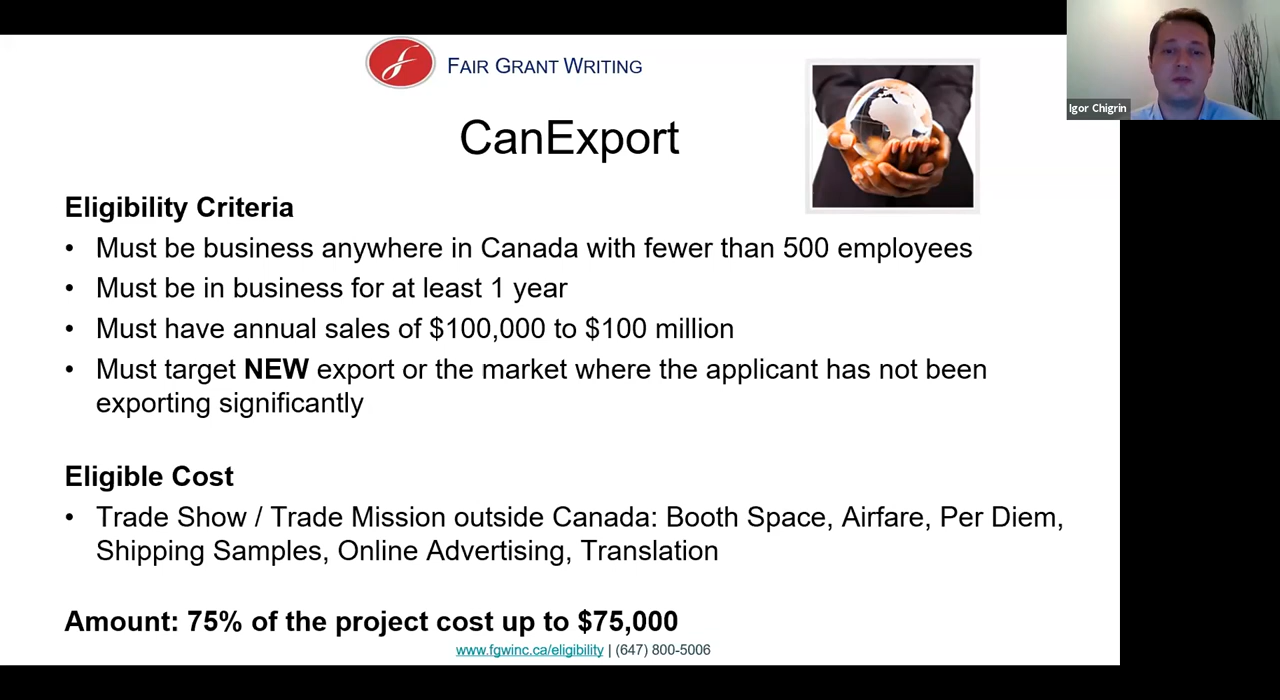 FAIR GRANT WRITING
Igor Chigrin
CanExport
Eligibility Criteria
• Must be business anywhere in Canada with fewer than 500 employees
• Must be in business for at least 1 year
• Must have annual sales of $100,000 to $100 million
• Must target NEW export or the market where the applicant has not been
exporting significantly
Eligible Cost
• Trade Show / Trade Mission outside Canada: Booth Space, Airfare, Per Diem,
Shipping Samples, Online Advertising, Translation
Amount: 75% of the project cost up to $75,000
www.fgwinc.ca/eligibility | (647) 800-5006